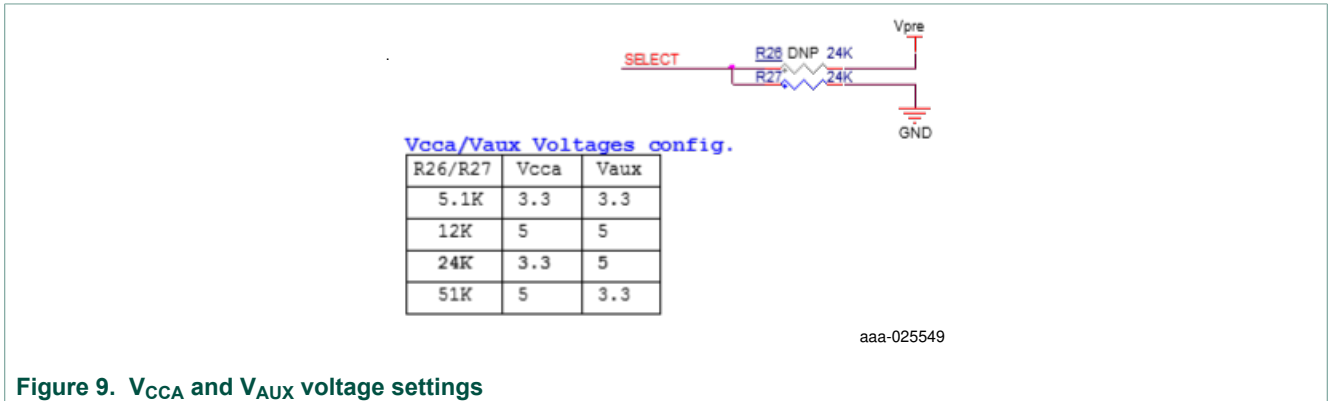 Vpre
SELECT
R26 DNP 24K
R27 24K
GND
Vcca/Vaux Voltages config.
R26/R27 Vcca Vaux
5.1K 3.3 3.3
12K 5 5
24K 3.3 5
51K 5 3.3
aaa-025549
Figure 9. VCCA and VAUX voltage settings